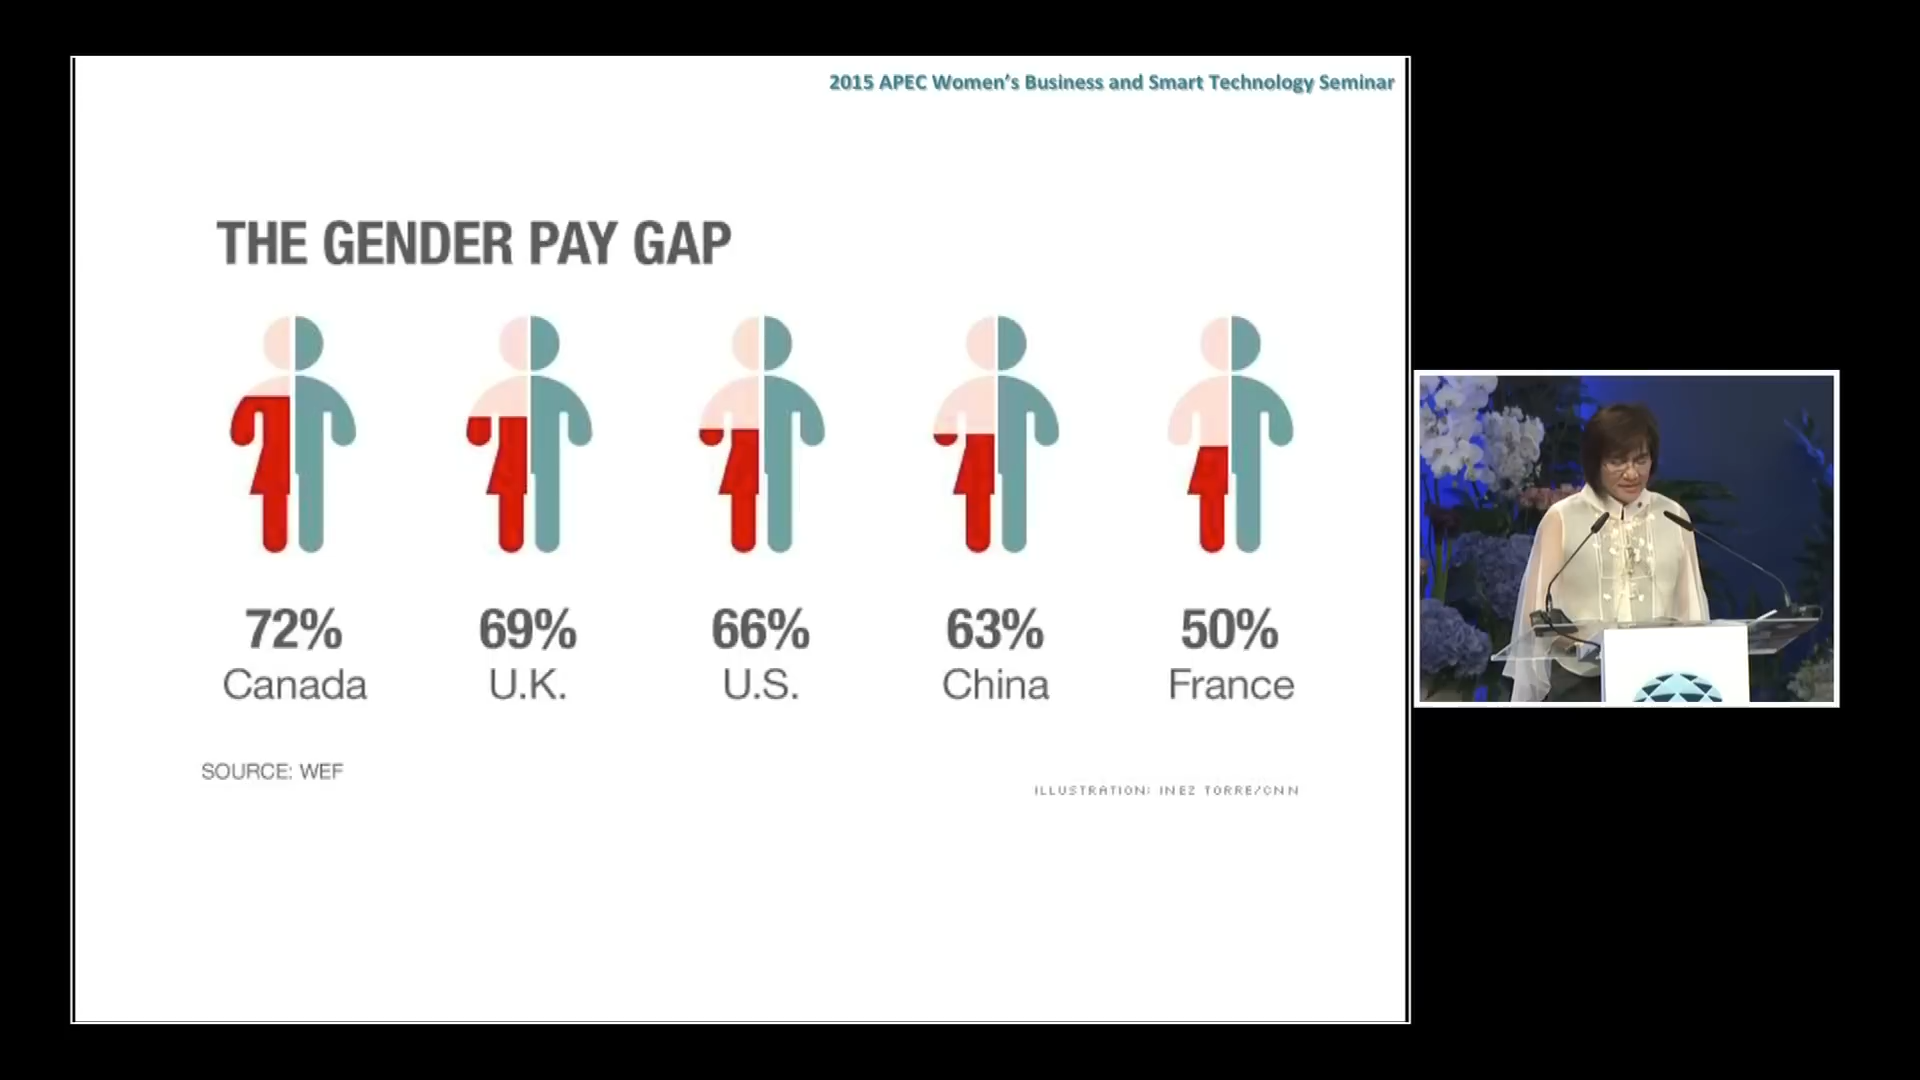 2015 APEC Women's Business and Smart Technology Seminar
THE GENDER PAY GAP
72% 69% 66% 63% 50%
Canada U.K. U.S. China France
SOURCE: WEF
ILLUSTRATION: INEZ TORRE/CNN